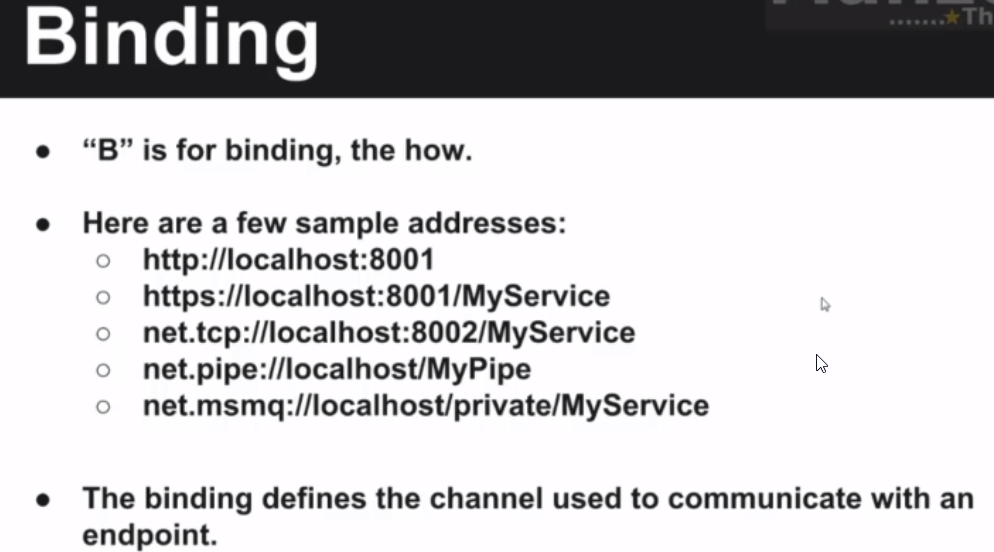 .......★Th
Binding
● “B” is for binding, the how.
● Here are a few sample addresses:
○ http://localhost:8001
○ https://localhost:8001/MyService
○ net.tcp://localhost:8002/MyService
○ net.pipe://localhost/MyPipe
○ net.msmq://localhost/private/MyService
● The binding defines the channel used to communicate with an
endpoint.